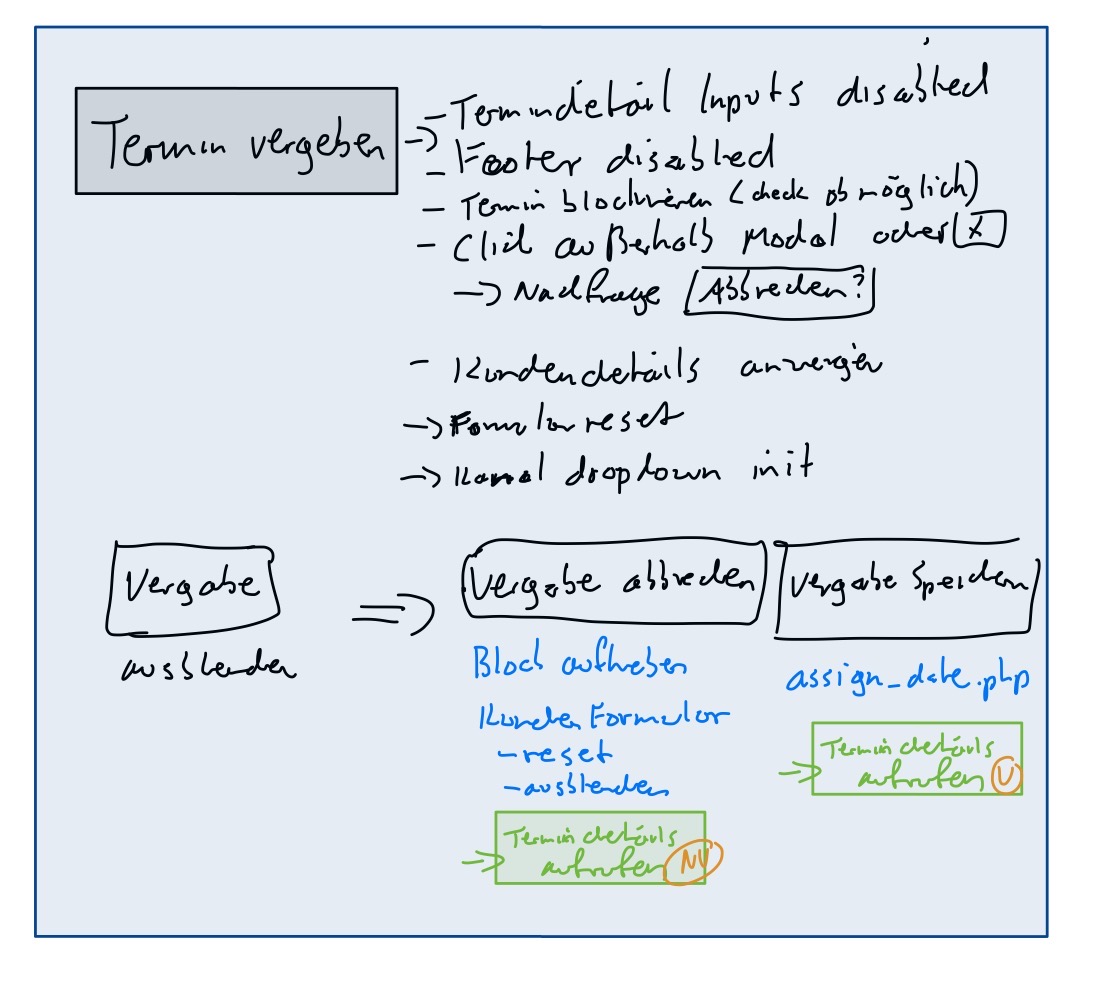 Termin vergeben
⇒ - Termindetail Inputs disabled
- Footer disabled
- Termin blockieren (check ob möglich)
- Click außerhalb Modal oder X
→ Nachfrage Abbrechen?
- Kundendetails anzeigen
→ Formular reset
→ Kanal dropdown init
Vergabe
ausblenden
⇒
Vergabe abbrechen
Block aufheben
Kunden Formular
- reset
- ausblenden
⇒ Termindetails
aufrufen NV
Vergabe Speichern
assign_date.php
⇒ Termindetails
aufrufen V